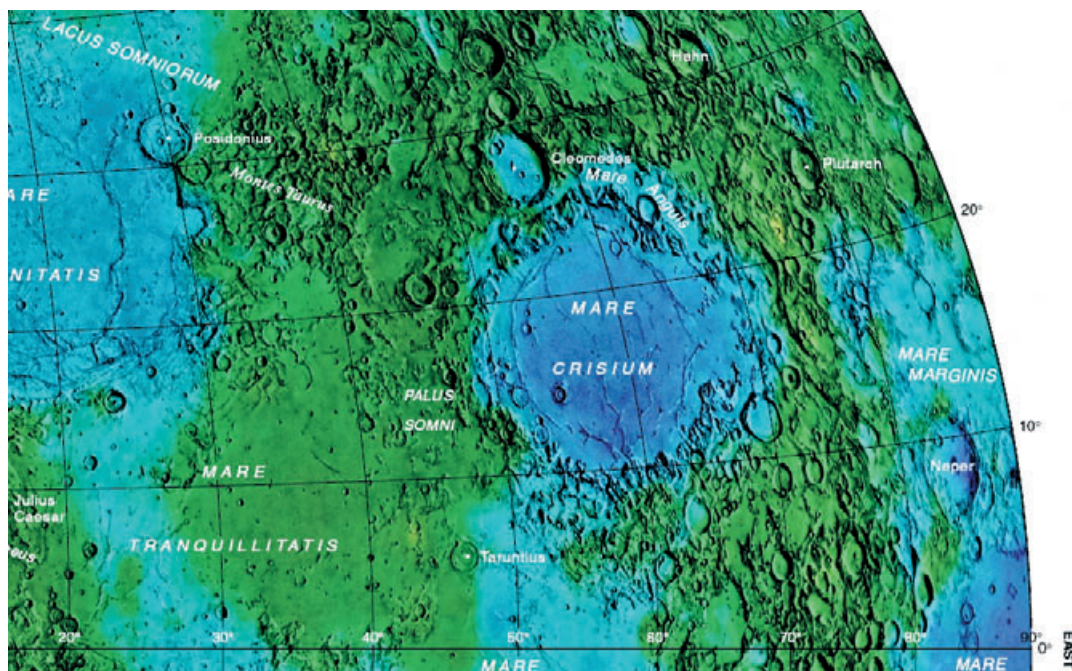 LACUS SOMNIORUM
Hahn
Posidonius
Cleomedes
Plutarch
Montes Taurus
Mare Anguis
ARE
20°
NITATIS
MARE
CRISIUM
MARE
MARGINIS
PALUS
SOMNI
10°
MARE
Neper
Julius
Caesar
TRANQUILLITATIS
eus
Taruntius
20°
30°
40°
50°
60°
70°
80°
90°
0°
EAST
MARE
MARE